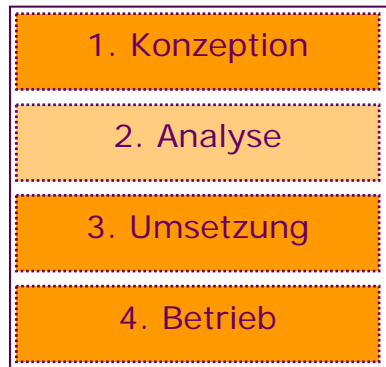 1. Konzeption
2. Analyse
3. Umsetzung
4. Betrieb